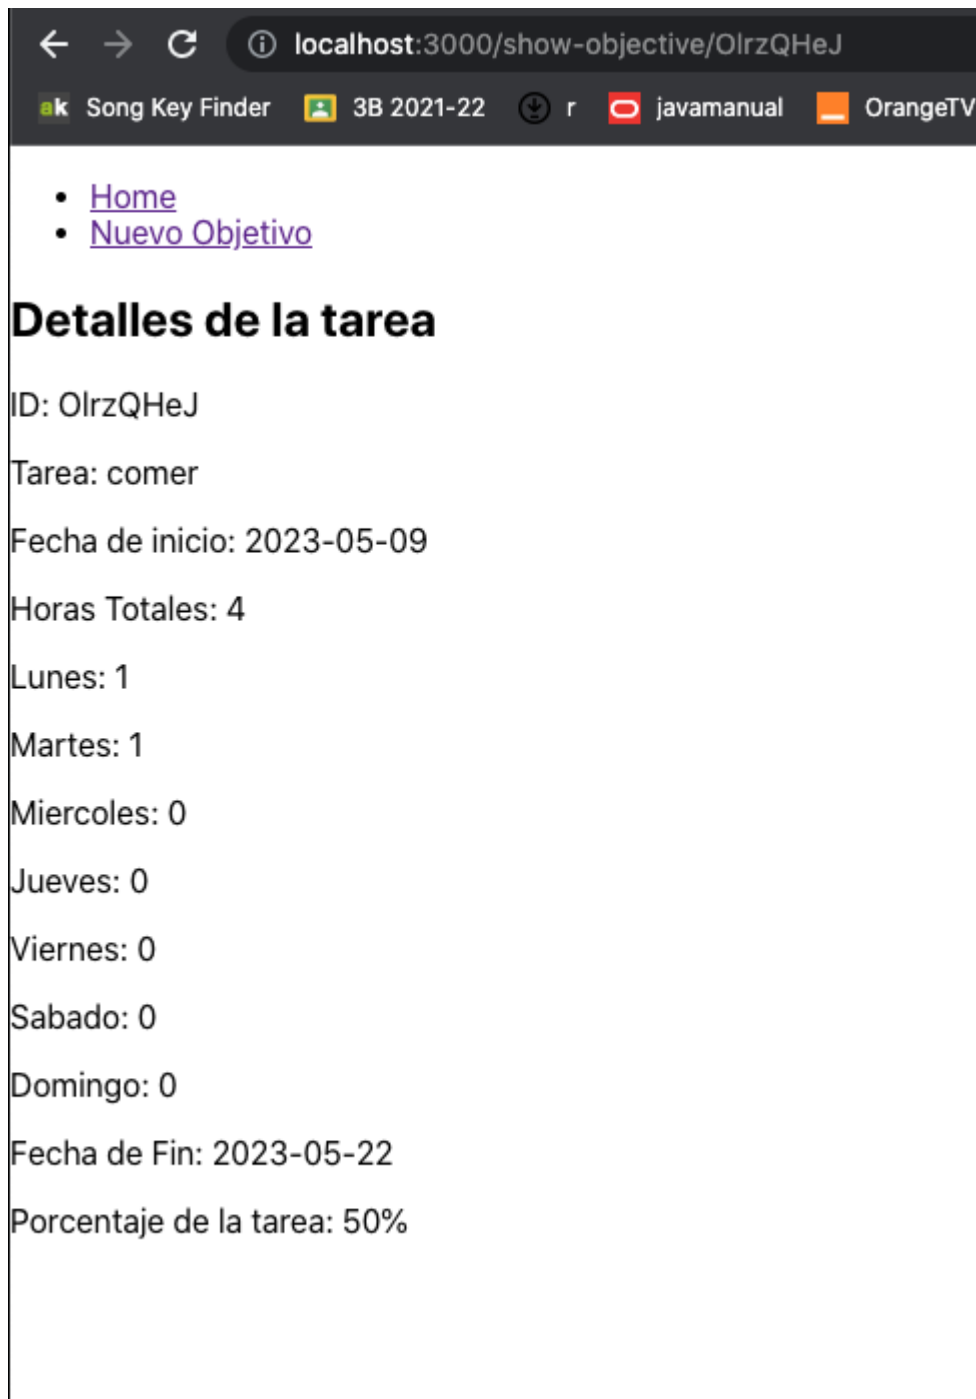 localhost:3000/show-objective/OlrzQHeJ
ak Song Key Finder 3B 2021-22 r javamanual OrangeTV
Home
Nuevo Objetivo
Detalles de la tarea
ID: OlrzQHeJ
Tarea: comer
Fecha de inicio: 2023-05-09
Horas Totales: 4
Lunes: 1
Martes: 1
Miercoles: 0
Jueves: 0
Viernes: 0
Sabado: 0
Domingo: 0
Fecha de Fin: 2023-05-22
Porcentaje de la tarea: 50%